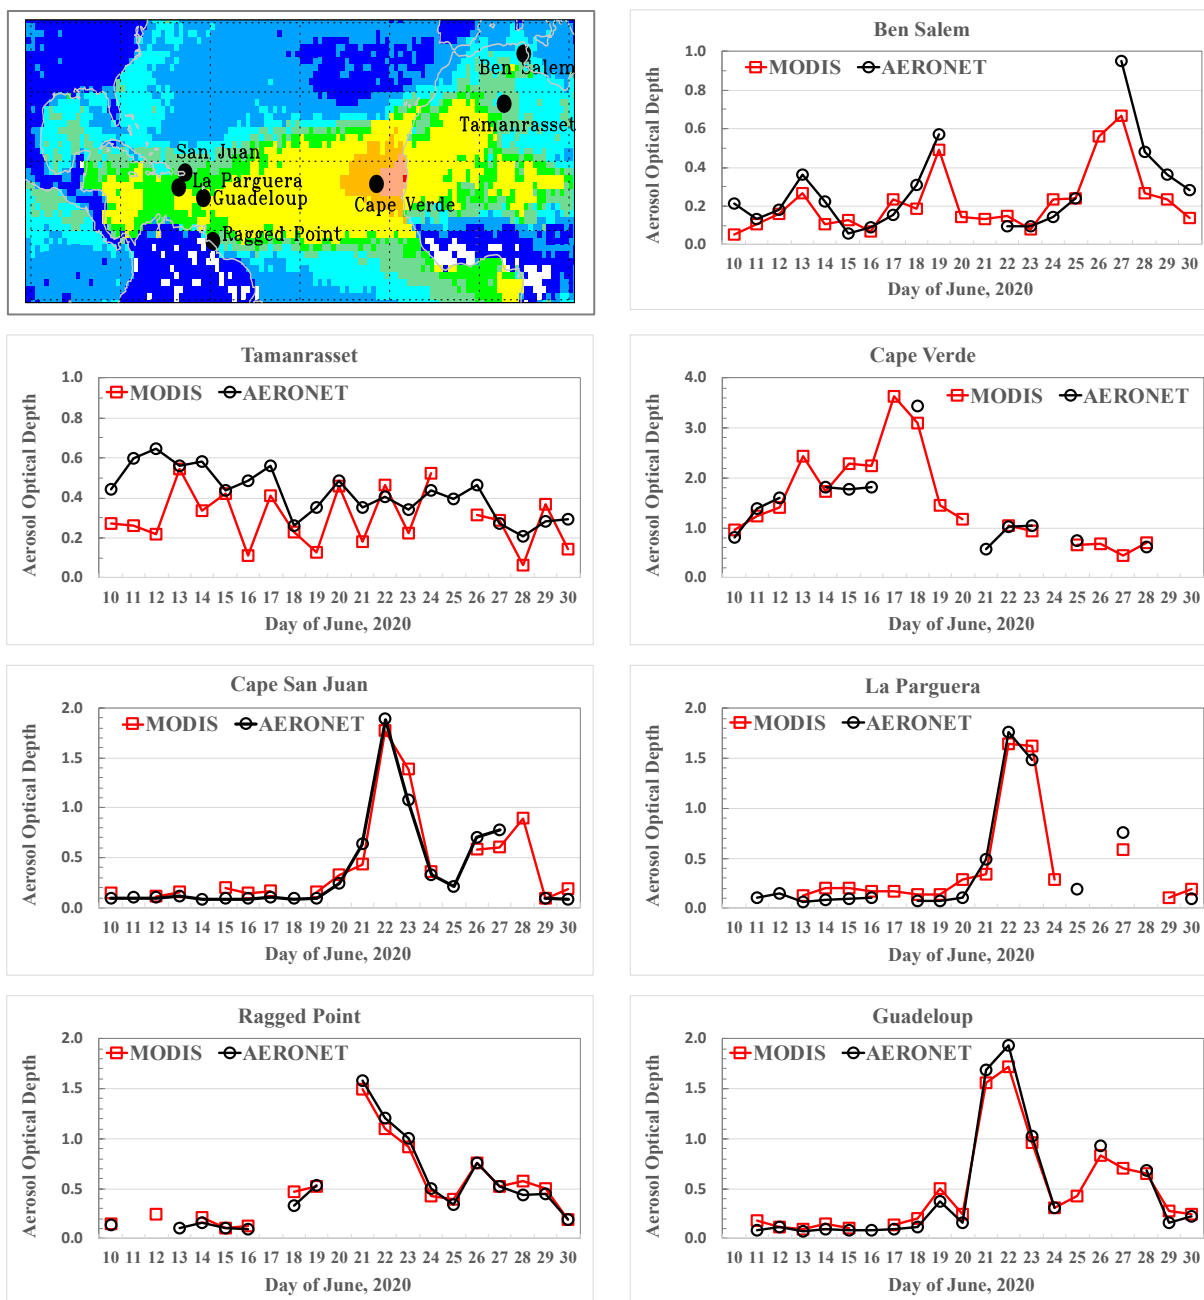 Ben Salem
Tamanrasset
San Juan
La Parguera
Guadeloup
Cape Verde
Ragged Point
Ben Salem
MODIS AERONET
Aerosol Optical Depth
1.0
0.8
0.6
0.4
0.2
0.0
10 11 12 13 14 15 16 17 18 19 20 21 22 23 24 25 26 27 28 29 30
Day of June, 2020
Tamanrasset
MODIS AERONET
Aerosol Optical Depth
1.0
0.8
0.6
0.4
0.2
0.0
10 11 12 13 14 15 16 17 18 19 20 21 22 23 24 25 26 27 28 29 30
Day of June, 2020
Cape Verde
MODIS AERONET
Aerosol Optical Depth
4.0
3.0
2.0
1.0
0.0
10 11 12 13 14 15 16 17 18 19 20 21 22 23 24 25 26 27 28 29 30
Day of June, 2020
Cape San Juan
MODIS AERONET
Aerosol Optical Depth
2.0
1.5
1.0
0.5
0.0
10 11 12 13 14 15 16 17 18 19 20 21 22 23 24 25 26 27 28 29 30
Day of June, 2020
La Parguera
MODIS AERONET
Aerosol Optical Depth
2.0
1.5
1.0
0.5
0.0
10 11 12 13 14 15 16 17 18 19 20 21 22 23 24 25 26 27 28 29 30
Day of June, 2020
Ragged Point
MODIS AERONET
Aerosol Optical Depth
2.0
1.5
1.0
0.5
0.0
10 11 12 13 14 15 16 17 18 19 20 21 22 23 24 25 26 27 28 29 30
Day of June, 2020
Guadeloup
MODIS AERONET
Aerosol Optical Depth
2.0
1.5
1.0
0.5
0.0
10 11 12 13 14 15 16 17 18 19 20 21 22 23 24 25 26 27 28 29 30
Day of June, 2020